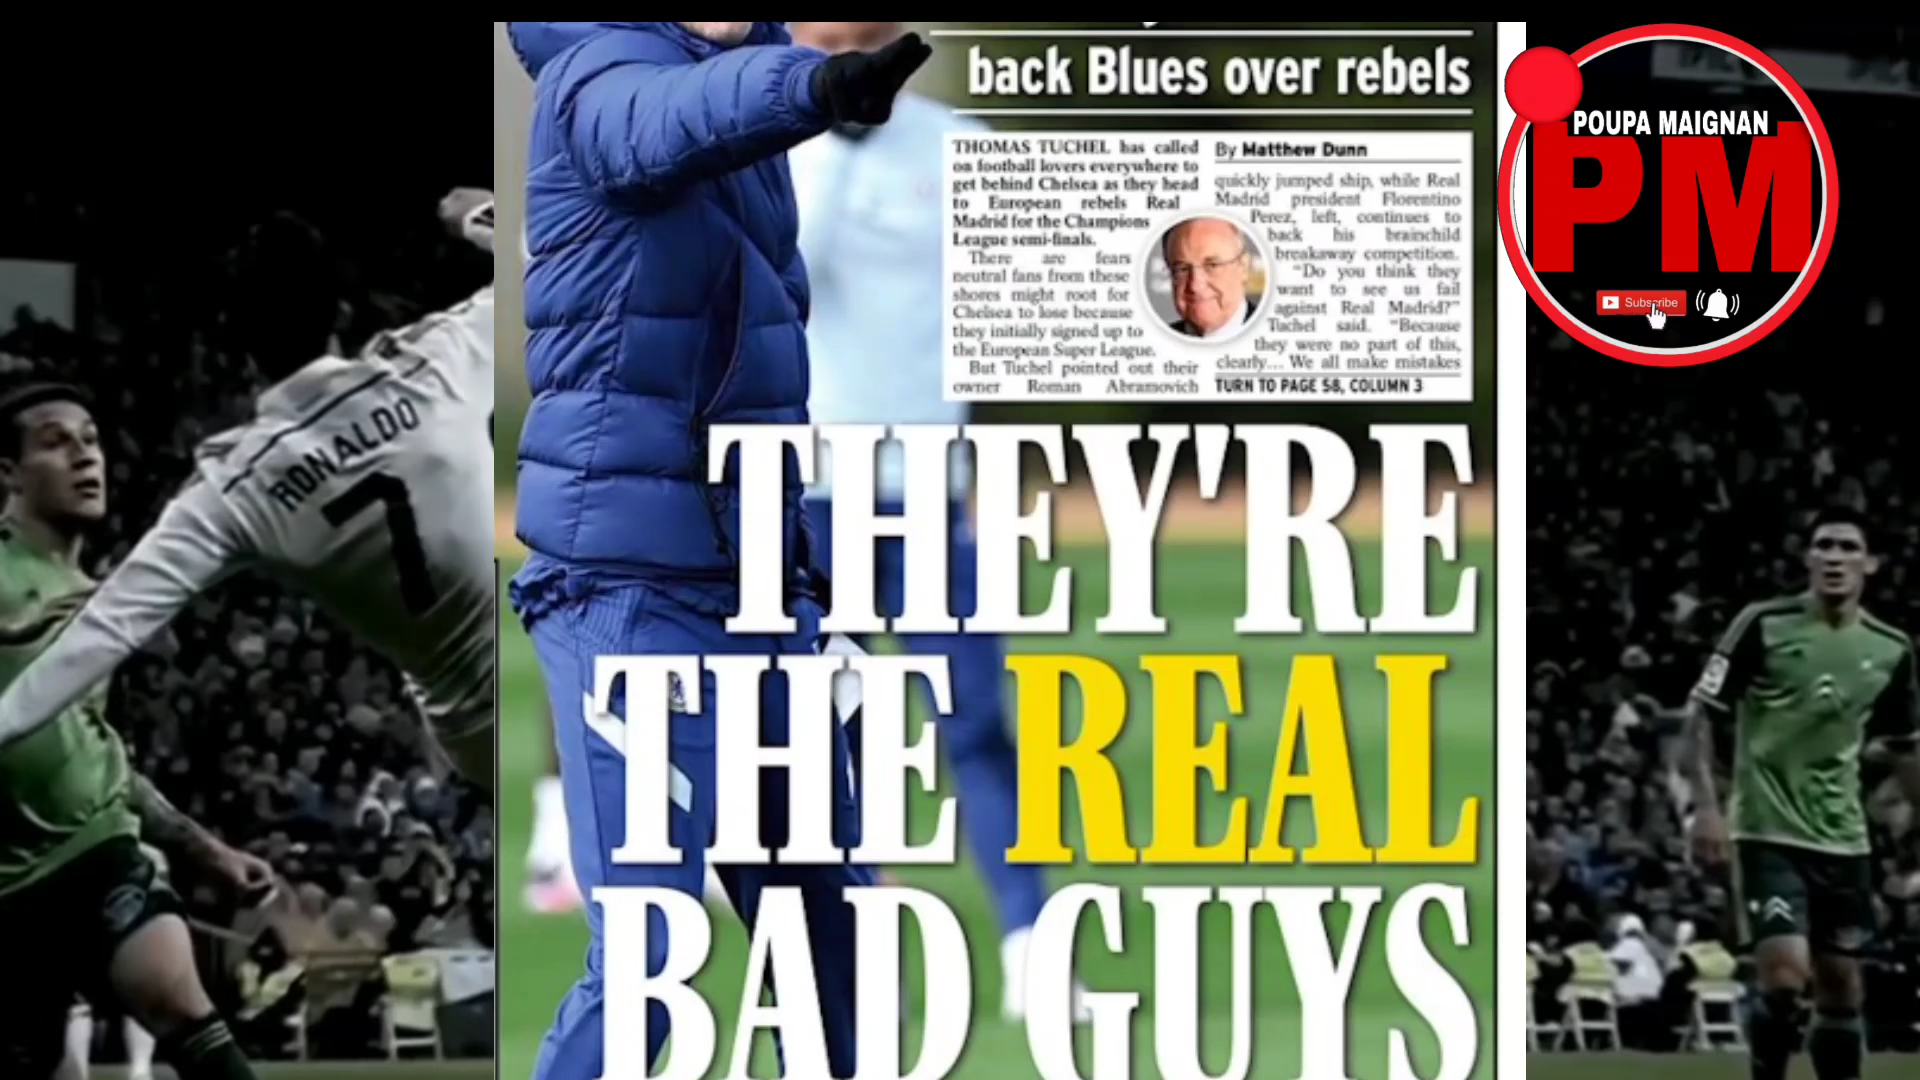 back Blues over rebels
THOMAS TUCHEL has called
on football lovers everywhere to
get behind Chelsea as they head
to European rebels Real
Madrid for the Champions
League semi-finals.
There are fears
neutral fans from these
shores might root for
Chelsea to lose because
they initially signed up to
the European Super League.
But Tuchel pointed out their
owner Roman Abramovich
By Matthew Dunn
quickly jumped ship, while Real
Madrid president Florentino
Perez, left, continues to
back his brainchild
breakaway competition.
"Do you think they
want to see us fail
against Real Madrid?"
Tuchel said. "Because
they were no part of this,
clearly... We all make mistakes
TURN TO PAGE 58, COLUMN 3
THEY'RE
THE REAL
BAD GUYS
POUPA MAIGNAN
PM
Subscribe
RONALDO
7